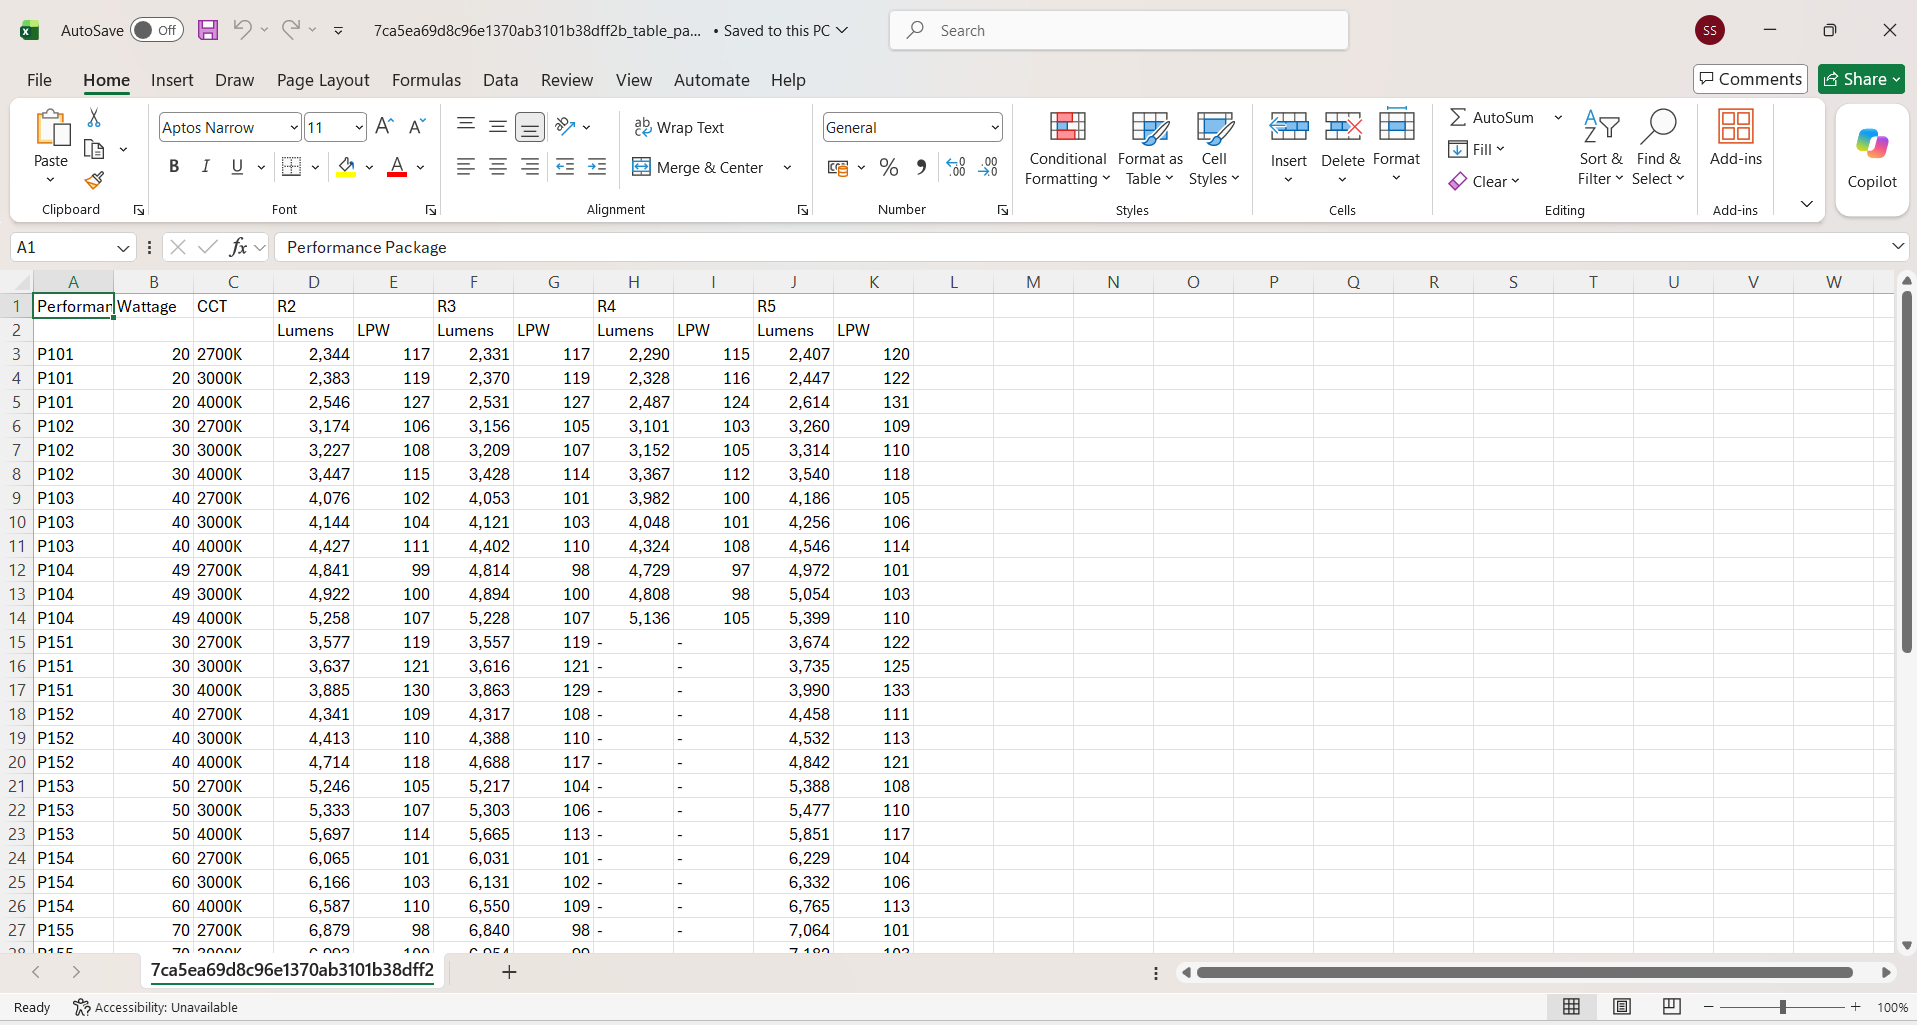 AutoSave Off 7ca5ea69d8c96e1370ab3101b38dff2b_table_pa... • Saved to this PC Search SS
File Home Insert Draw Page Layout Formulas Data Review View Automate Help Comments Share
Paste
Clipboard
Aptos Narrow 11
B I U A
Font
Wrap Text
Merge & Center
Alignment
General
% .00
Number
Conditional Formatting
Format as Table
Cell Styles
Styles
Insert Delete Format
Cells
AutoSum
Fill
Clear
Sort & Filter
Find & Select
Editing
Add-ins
Add-ins
Copilot
A1 fx Performance Package
A B C D E F G H I J K L M N O P Q R S T U V W
1 Performan Wattage CCT R2 R3 R4 R5
2 Lumens LPW Lumens LPW Lumens LPW Lumens LPW
3 P101 20 2700K 2,344 117 2,331 117 2,290 115 2,407 120
4 P101 20 3000K 2,383 119 2,370 119 2,328 116 2,447 122
5 P101 20 4000K 2,546 127 2,531 127 2,487 124 2,614 131
6 P102 30 2700K 3,174 106 3,156 105 3,101 103 3,260 109
7 P102 30 3000K 3,227 108 3,209 107 3,152 105 3,314 110
8 P102 30 4000K 3,447 115 3,428 114 3,367 112 3,540 118
9 P103 40 2700K 4,076 102 4,053 101 3,982 100 4,186 105
10 P103 40 3000K 4,144 104 4,121 103 4,048 101 4,256 106
11 P103 40 4000K 4,427 111 4,402 110 4,324 108 4,546 114
12 P104 49 2700K 4,841 99 4,814 98 4,729 97 4,972 101
13 P104 49 3000K 4,922 100 4,894 100 4,808 98 5,054 103
14 P104 49 4000K 5,258 107 5,228 107 5,136 105 5,399 110
15 P151 30 2700K 3,577 119 3,557 119 - - 3,674 122
16 P151 30 3000K 3,637 121 3,616 121 - - 3,735 125
17 P151 30 4000K 3,885 130 3,863 129 - - 3,990 133
18 P152 40 2700K 4,341 109 4,317 108 - - 4,458 111
19 P152 40 3000K 4,413 110 4,388 110 - - 4,532 113
20 P152 40 4000K 4,714 118 4,688 117 - - 4,842 121
21 P153 50 2700K 5,246 105 5,217 104 - - 5,388 108
22 P153 50 3000K 5,333 107 5,303 106 - - 5,477 110
23 P153 50 4000K 5,697 114 5,665 113 - - 5,851 117
24 P154 60 2700K 6,065 101 6,031 101 - - 6,229 104
25 P154 60 3000K 6,166 103 6,131 102 - - 6,332 106
26 P154 60 4000K 6,587 110 6,550 109 - - 6,765 113
27 P155 70 2700K 6,879 98 6,840 98 - - 7,064 101
7ca5ea69d8c96e1370ab3101b38dff2
Ready Accessibility: Unavailable 100%